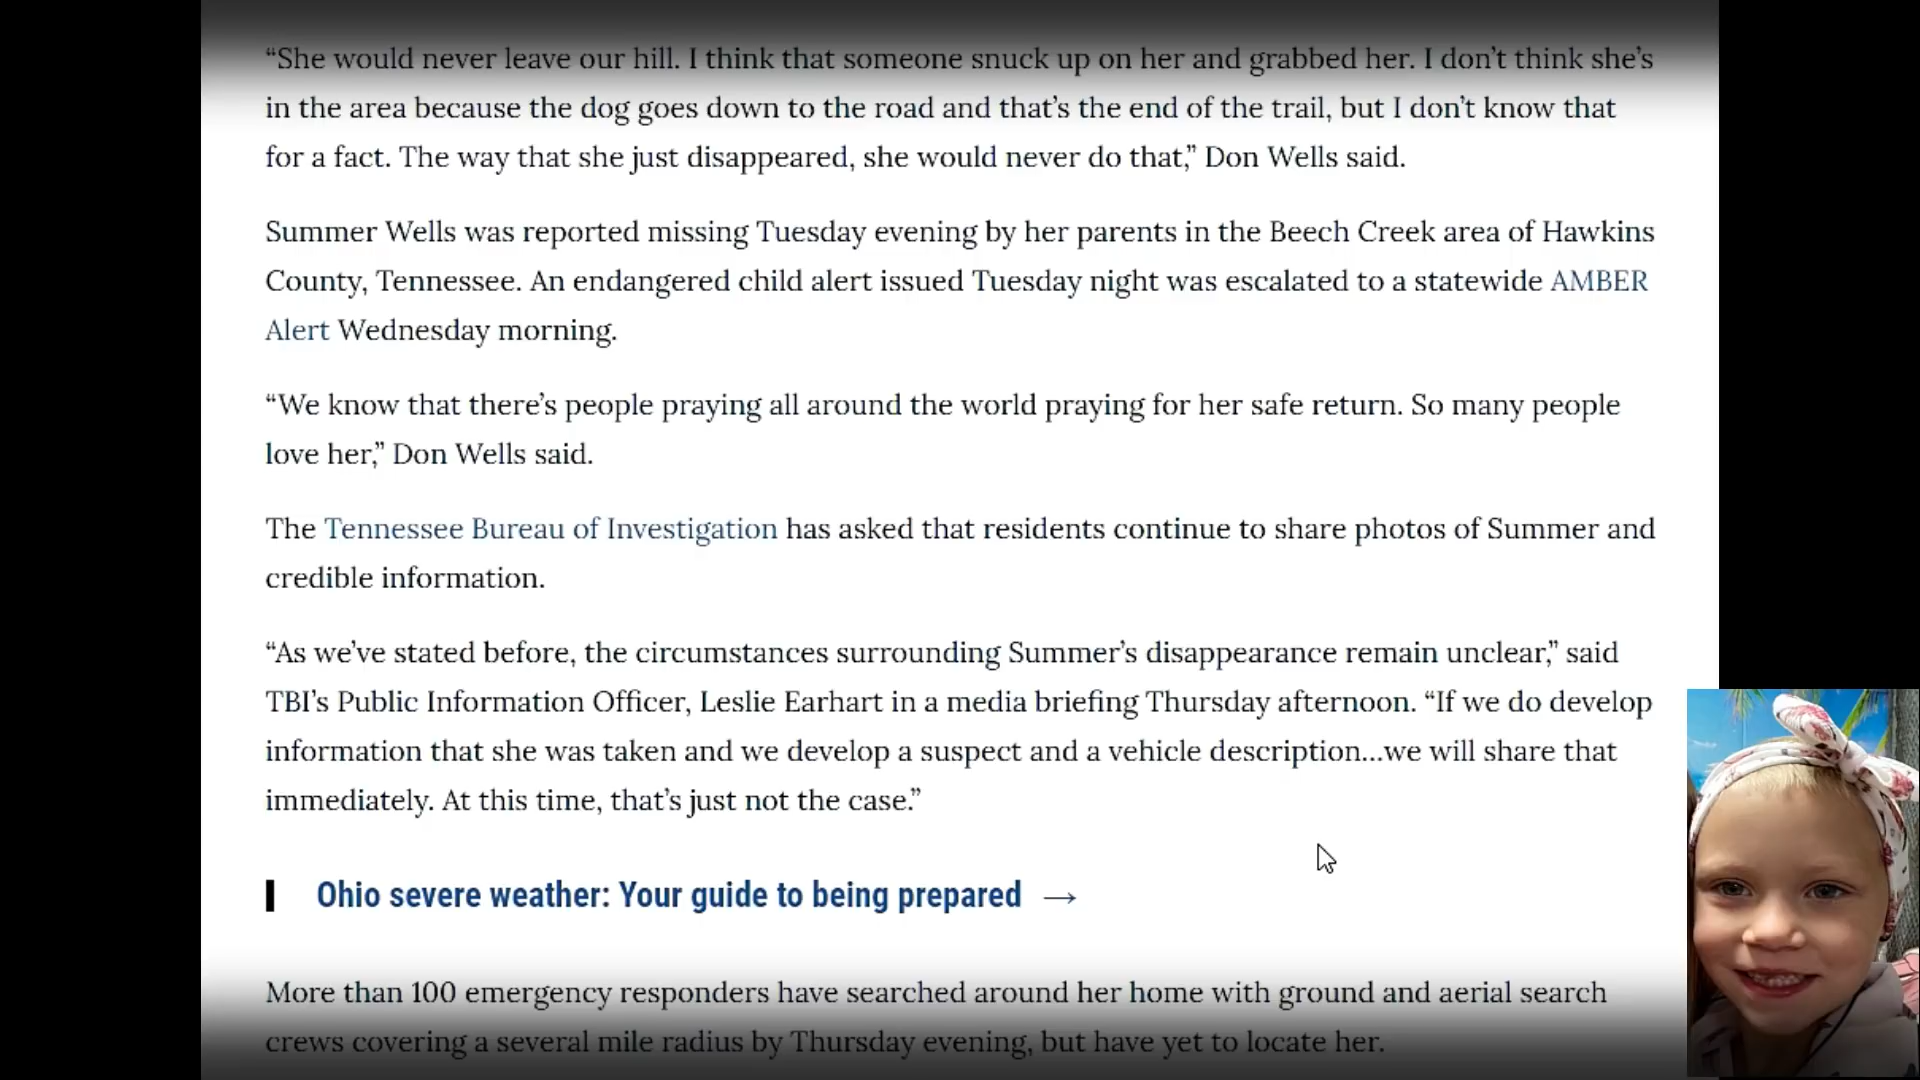 “She would never leave our hill. I think that someone snuck up on her and grabbed her. I don’t think she’s
in the area because the dog goes down to the road and that’s the end of the trail, but I don’t know that
for a fact. The way that she just disappeared, she would never do that,” Don Wells said.
Summer Wells was reported missing Tuesday evening by her parents in the Beech Creek area of Hawkins
County, Tennessee. An endangered child alert issued Tuesday night was escalated to a statewide AMBER
Alert Wednesday morning.
“We know that there’s people praying all around the world praying for her safe return. So many people
love her,” Don Wells said.
The Tennessee Bureau of Investigation has asked that residents continue to share photos of Summer and
credible information.
“As we’ve stated before, the circumstances surrounding Summer’s disappearance remain unclear,” said
TBI’s Public Information Officer, Leslie Earhart in a media briefing Thursday afternoon. “If we do develop
information that she was taken and we develop a suspect and a vehicle description…we will share that
immediately. At this time, that’s just not the case.”
Ohio severe weather: Your guide to being prepared →
More than 100 emergency responders have searched around her home with ground and aerial search
crews covering a several mile radius by Thursday evening, but have yet to locate her.